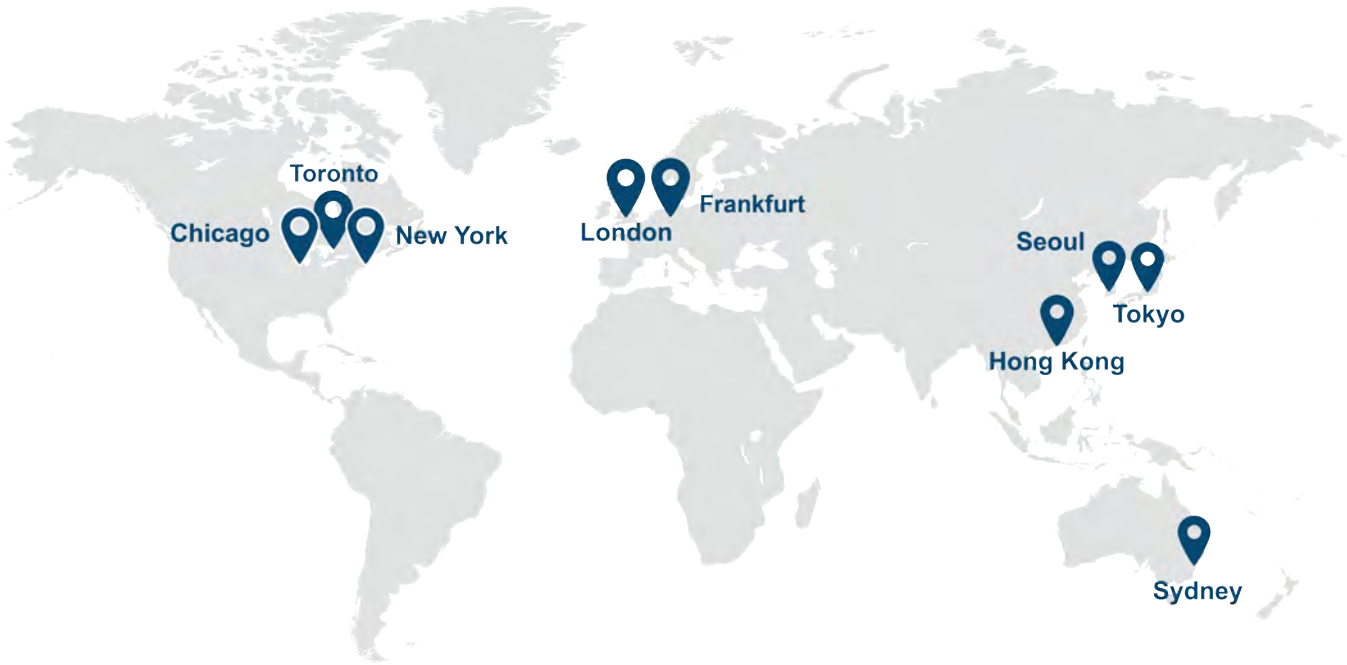 Toronto
Chicago
New York
London
Frankfurt
Seoul
Tokyo
Hong Kong
Sydney